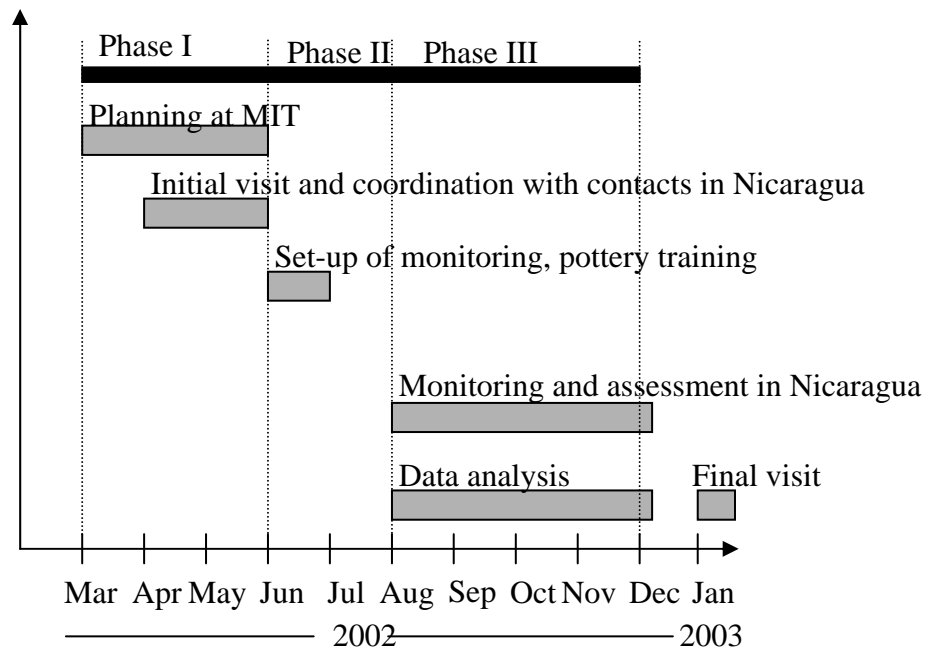 Phase I Phase II Phase III
Planning at MIT
Initial visit and coordination with contacts in Nicaragua
Set-up of monitoring, pottery training
Monitoring and assessment in Nicaragua
Data analysis Final visit
Mar Apr May Jun Jul Aug Sep Oct Nov Dec Jan
2002 2003